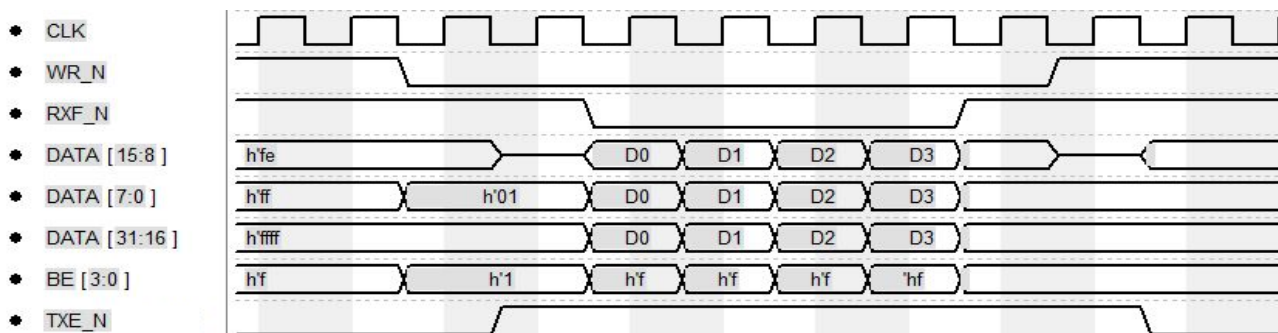 CLK
WR_N
RXF_N
DATA [15:8] h'fe D0 D1 D2 D3
DATA [7:0] h'ff h'01 D0 D1 D2 D3
DATA [31:16] h'ffff D0 D1 D2 D3
BE [3:0] h'f h'1 h'f h'f h'f 'hf
TXE_N